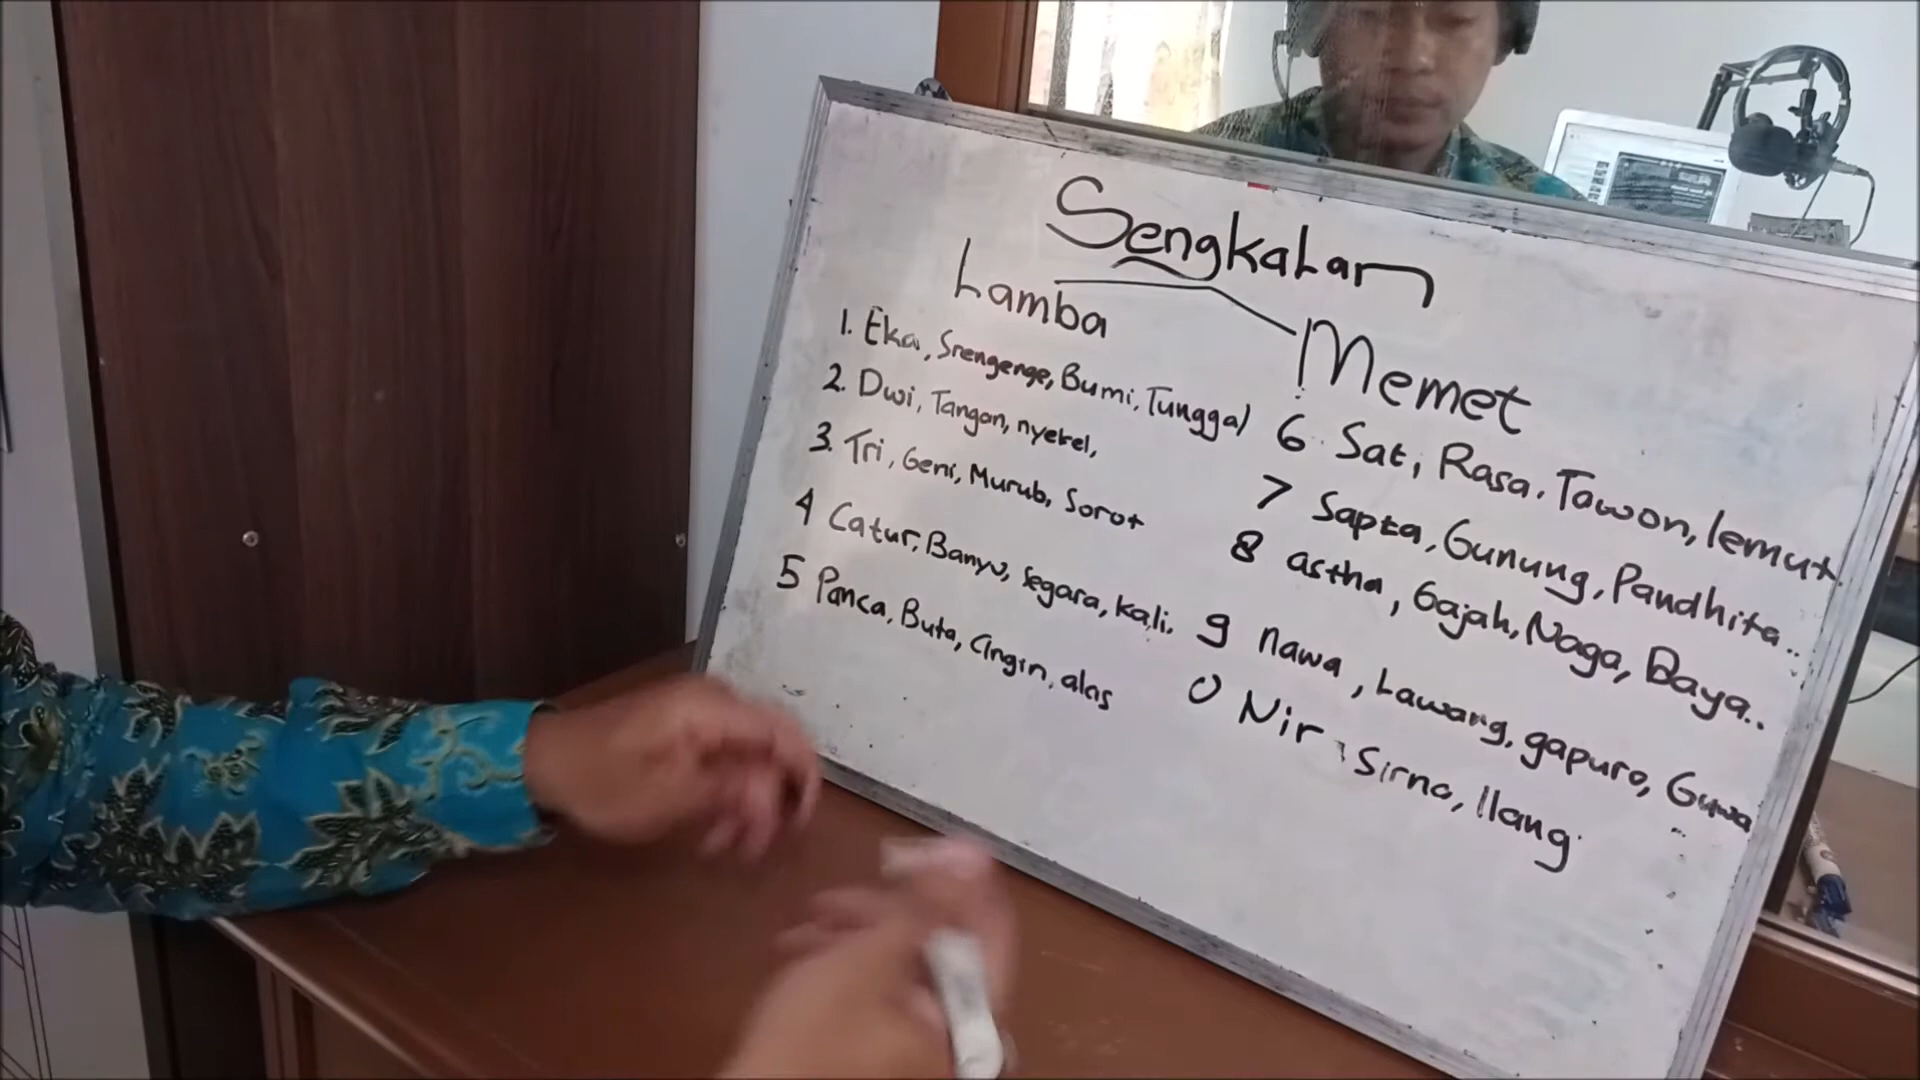 Sengkalan
Lamba
Memet
1. Eka, Srengenge, Bumi, Tunggal
2. Dwi, Tangan, nyekel,
3. Tri, Geni, Murub, Sorot
4 Catur, Banyu, Segara, kali.
5 Panca, Buta, Angin, alas
6. Sat, Rasa, Tawon, lemut
7 Sapta, Gunung, Pandhita..
8 astha, Gajah, Naga, Baya..
9 nawa, Lawang, gapuro, Guwa
0 Nir, Sirna, Ilang